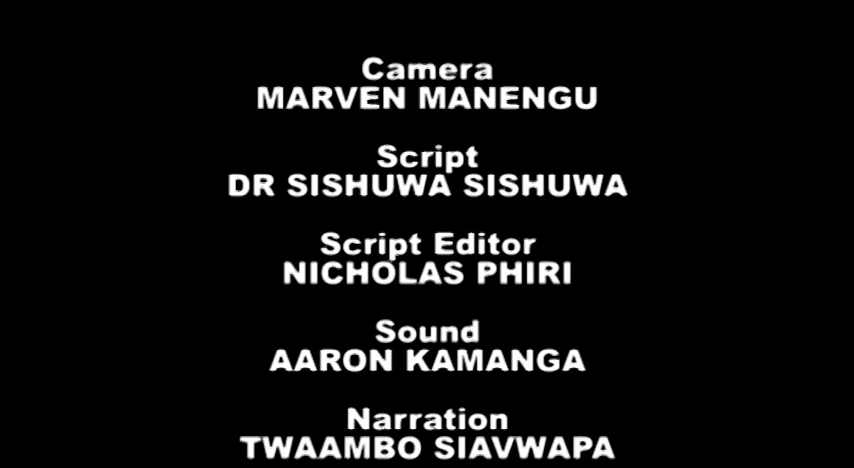 Camera
MARVEN MANENGU
Script
DR SISHUWA SISHUWA
Script Editor
NICHOLAS PHIRI
Sound
AARON KAMANGA
Narration
TWAAMBO SIAVWAPA